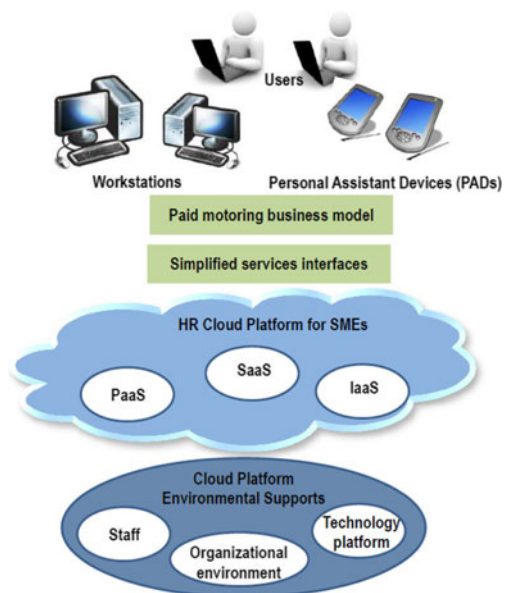 Users
Workstations
Personal Assistant Devices (PADs)
Paid motoring business model
Simplified services interfaces
HR Cloud Platform for SMEs
PaaS
SaaS
IaaS
Cloud Platform
Environmental Supports
Staff
Organizational
environment
Technology
platform